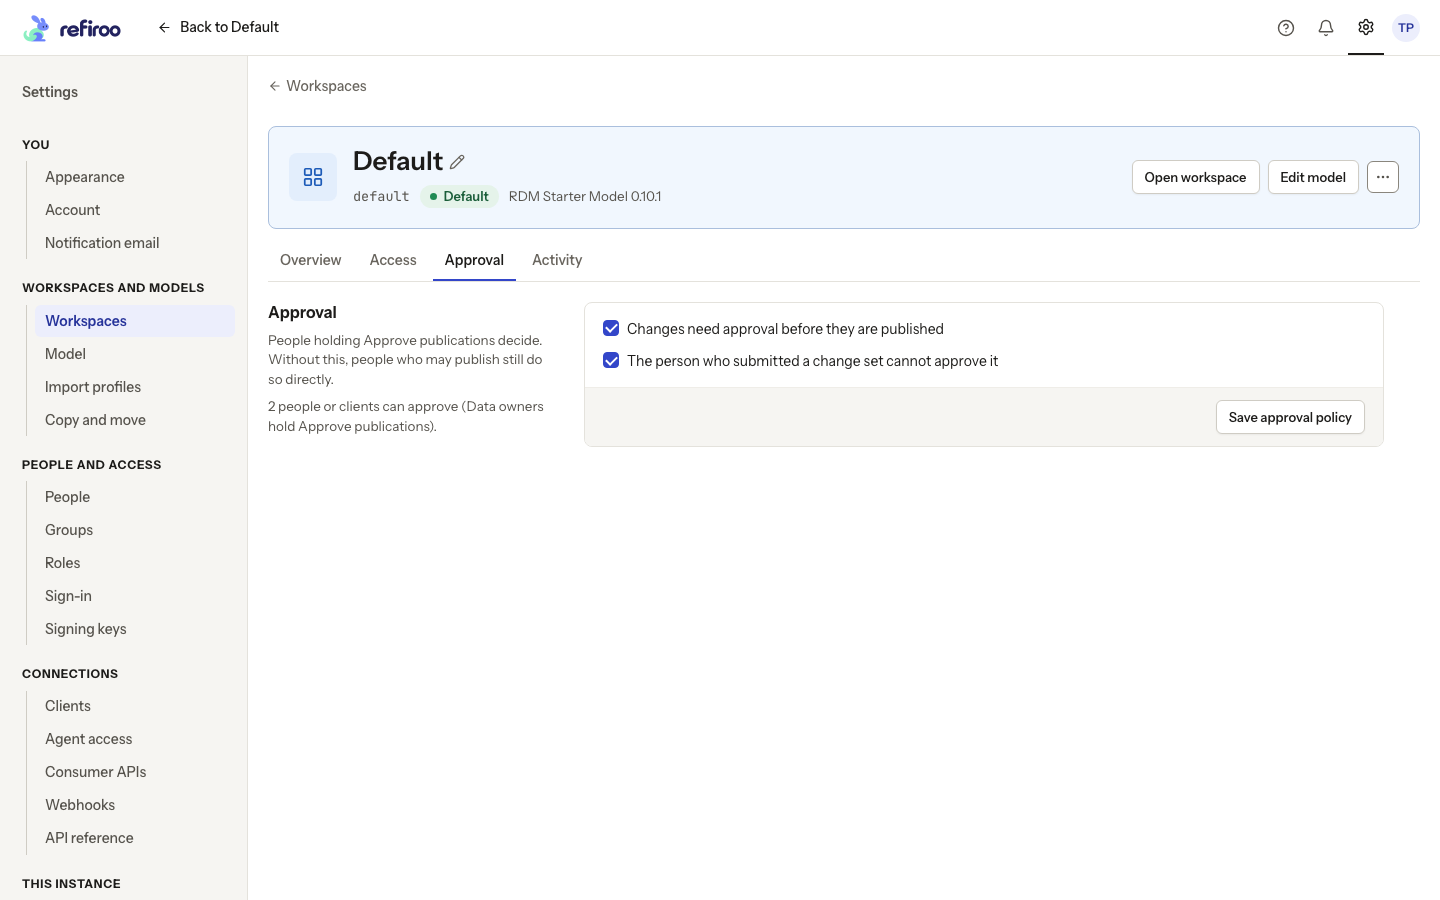 refiroo
Back to Default
TP
Settings
YOU
Appearance
Account
Notification email
WORKSPACES AND MODELS
Workspaces
Model
Import profiles
Copy and move
PEOPLE AND ACCESS
People
Groups
Roles
Sign-in
Signing keys
CONNECTIONS
Clients
Agent access
Consumer APIs
Webhooks
API reference
THIS INSTANCE
Workspaces
Default
default Default RDM Starter Model 0.10.1
Open workspace Edit model
Overview Access Approval Activity
Approval
People holding Approve publications decide.
Without this, people who may publish still do
so directly.
2 people or clients can approve (Data owners
hold Approve publications).
Changes need approval before they are published
The person who submitted a change set cannot approve it
Save approval policy